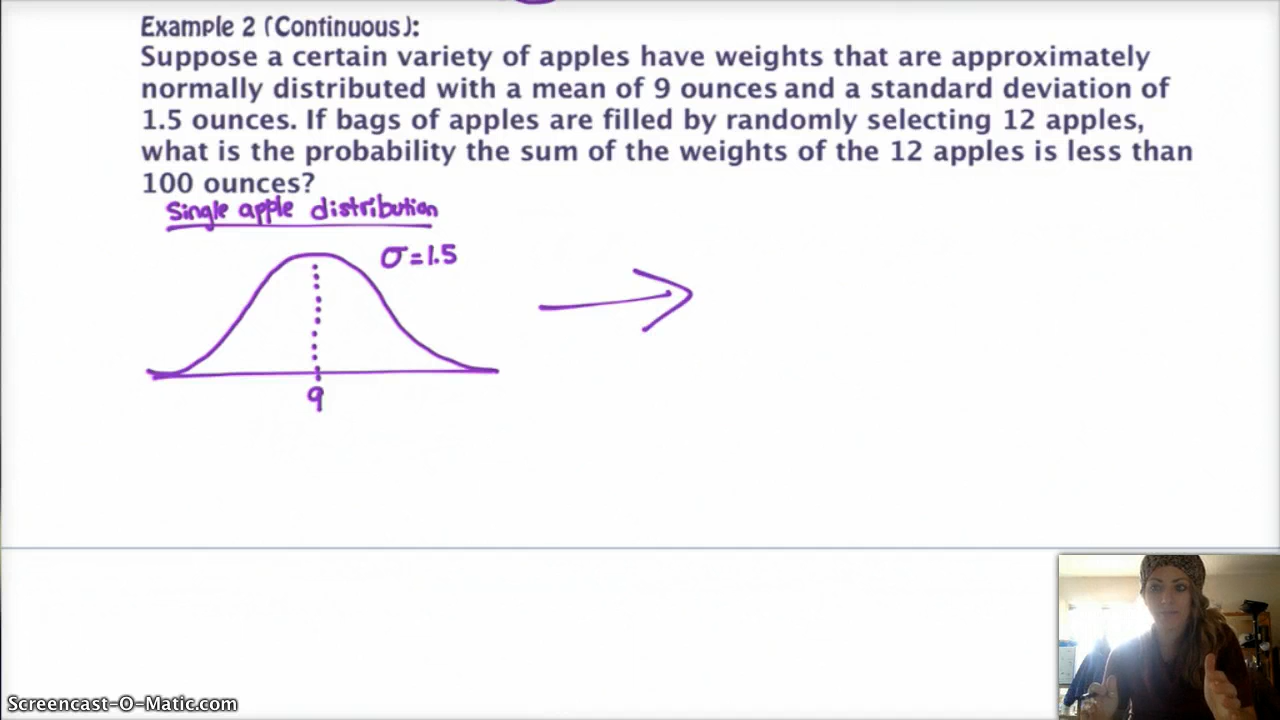 Example 2 (Continuous):
Suppose a certain variety of apples have weights that are approximately
normally distributed with a mean of 9 ounces and a standard deviation of
1.5 ounces. If bags of apples are filled by randomly selecting 12 apples,
what is the probability the sum of the weights of the 12 apples is less than
100 ounces?
Single apple distribution
σ=1.5
9
Screencast-O-Matic.com